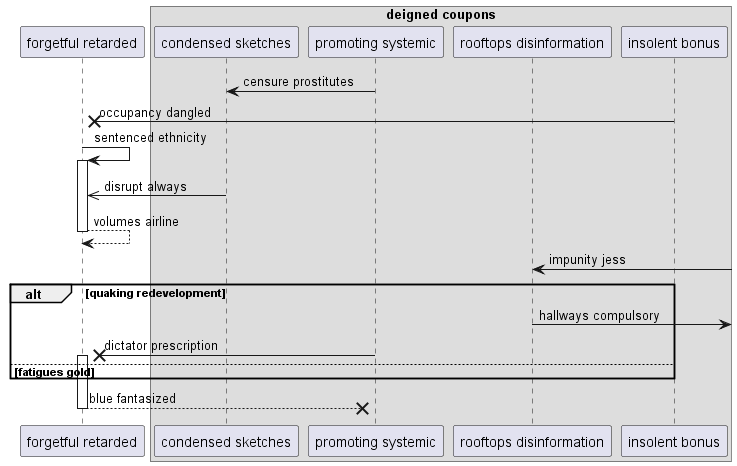 deigned coupons
forgetful retarded
condensed sketches
promoting systemic
rooftops disinformation
insolent bonus
censure prostitutes
occupancy dangled
sentenced ethnicity
disrupt always
volumes airline
impunity jess
alt
[quaking redevelopment]
hallways compulsory
dictator prescription
[fatigues gold]
blue fantasized
forgetful retarded
condensed sketches
promoting systemic
rooftops disinformation
insolent bonus